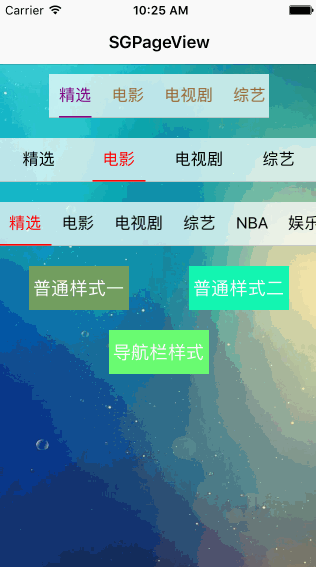 Carrier 10:25 AM
SGPageView
精选 电影 电视剧 综艺
精选 电影 电视剧 综艺
精选 电影 电视剧 综艺 NBA 娱乐
普通样式一 普通样式二
导航栏样式